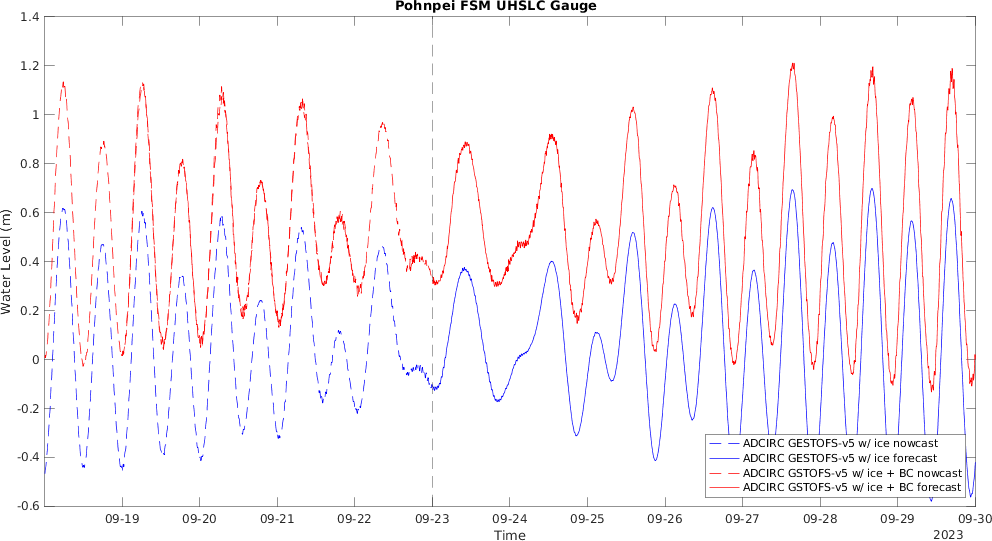 Pohnpei FSM UHSLC Gauge
1.4
1.2
1
0.8
0.6
0.4
0.2
0
-0.2
-0.4
-0.6
Water Level (m)
ADCIRC GESTOFS-v5 w/ ice nowcast
ADCIRC GESTOFS-v5 w/ ice forecast
ADCIRC GSTOFS-v5 w/ ice + BC nowcast
ADCIRC GSTOFS-v5 w/ ice + BC forecast
09-19 09-20 09-21 09-22 09-23 09-24 09-25 09-26 09-27 09-28 09-29 09-30
Time
2023